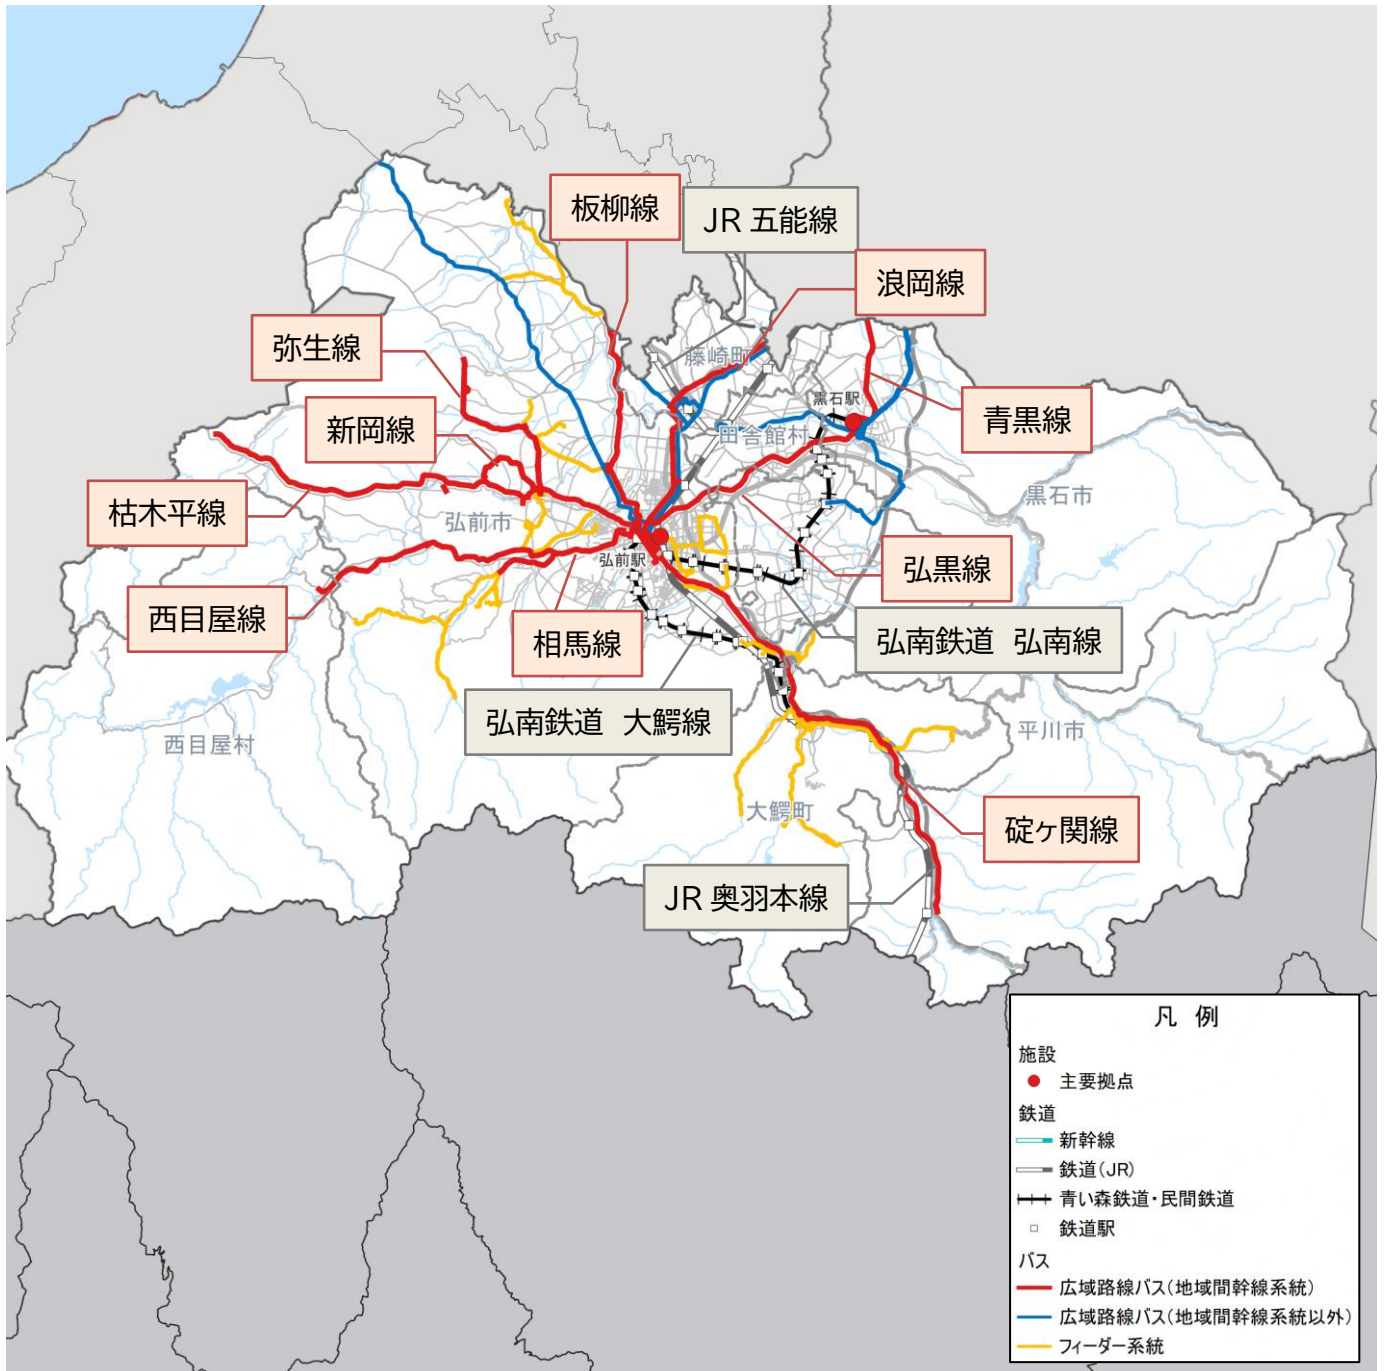 板柳線
JR 五能線
浪岡線
弥生線
藤崎町
黒石駅
青黒線
新岡線
田舎館村
枯木平線
弘前市
黒石市
弘前駅
弘黒線
西目屋線
相馬線
弘南鉄道 弘南線
弘南鉄道 大鰐線
西目屋村
平川市
大鰐町
碇ヶ関線
JR 奥羽本線
凡 例
施設
主要拠点
鉄道
新幹線
鉄道(JR)
青い森鉄道・民間鉄道
鉄道駅
バス
広域路線バス(地域間幹線系統)
広域路線バス(地域間幹線系統以外)
フィーダー系統